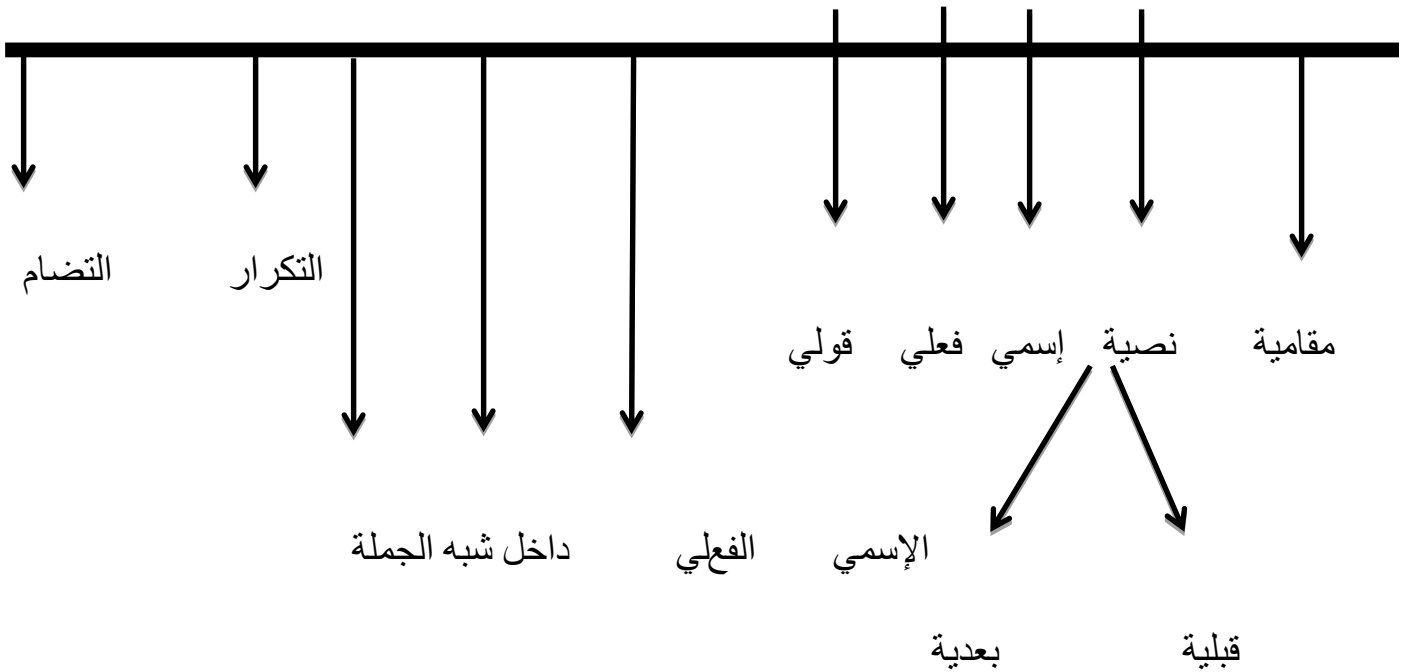 التكرار التضام
مقامية نصية إسمي فعلي قولي
الإسمي الفعلي داخل شبه الجملة
قبلية بعدية